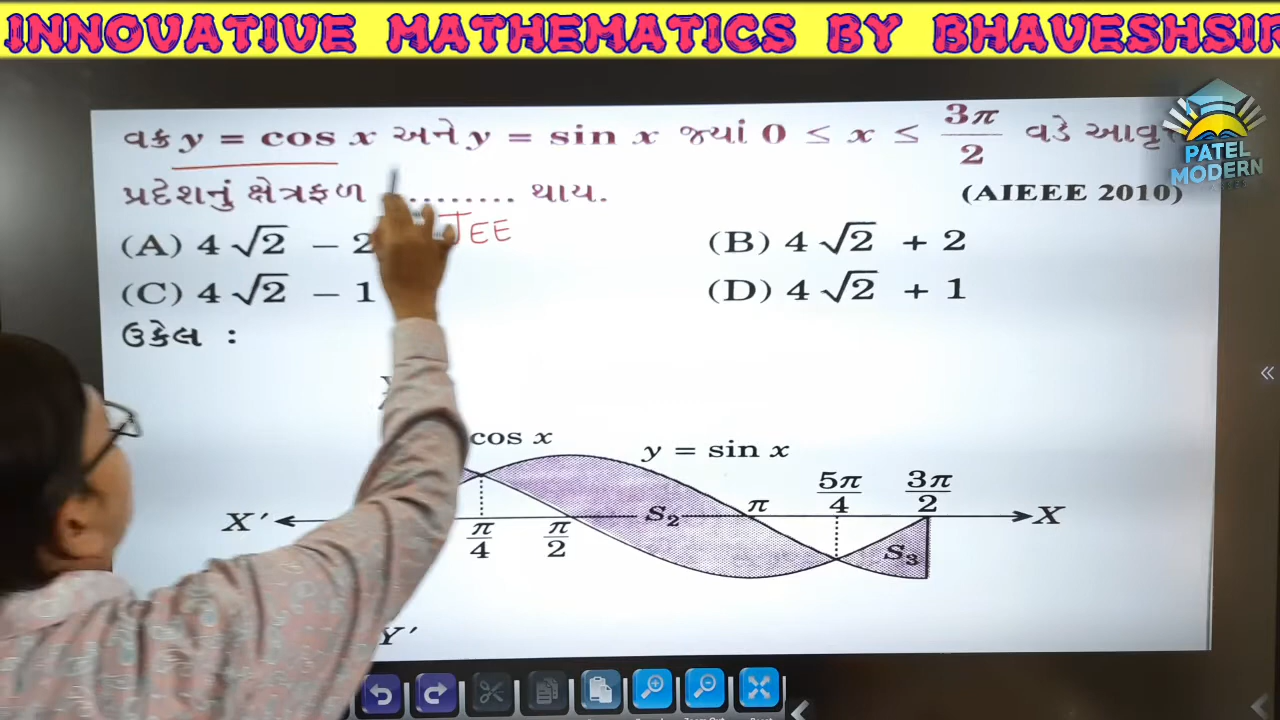 INNOVATIVE MATHEMATICS BY BHAVESHSIR
વક્ર y = cos x અને y = sin x જ્યાં 0 ≤ x ≤ 3π/2 વડે આવૃત્ત
PATEL
MODERN
પ્રદેશનું ક્ષેત્રફળ ......... થાય. (AIEEE 2010)
JEE
(A) 4√2 − 2 (B) 4√2 + 2
(C) 4√2 − 1 (D) 4√2 + 1
ઉકેલ :
cos x
y = sin x
X′ π/4 π/2 S₂ π 5π/4 3π/2 X
S₃
Y′